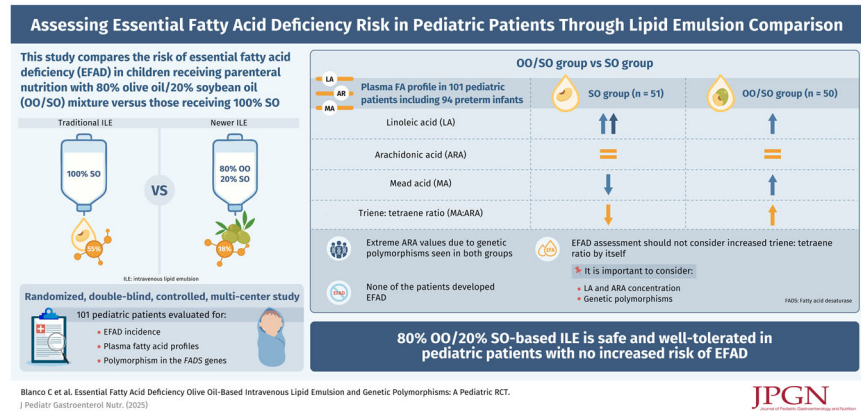 Assessing Essential Fatty Acid Deficiency Risk in Pediatric Patients Through Lipid Emulsion Comparison
This study compares the risk of essential fatty acid
deficiency (EFAD) in children receiving parenteral
nutrition with 80% olive oil/20% soybean oil
(OO/SO) mixture versus those receiving 100% SO
Traditional ILE
Newer ILE
100% SO
VS
80% OO
20% SO
55%
18%
ILE: intravenous lipid emulsion
Randomized, double-blind, controlled, multi-center study
101 pediatric patients evaluated for:
• EFAD incidence
• Plasma fatty acid profiles
• Polymorphism in the FADS genes
OO/SO group vs SO group
LA
AR
MA
Plasma FA profile in 101 pediatric
patients including 94 preterm infants
SO group (n = 51)
OO/SO group (n = 50)
Linoleic acid (LA)
Arachidonic acid (ARA)
Mead acid (MA)
Triene: tetraene ratio (MA:ARA)
Extreme ARA values due to genetic
polymorphisms seen in both groups
EFAD
None of the patients developed
EFAD
EFA
EFAD assessment should not consider increased triene: tetraene
ratio by itself
It is important to consider:
• LA and ARA concentration
• Genetic polymorphisms
FADS: Fatty acid desaturase
80% OO/20% SO-based ILE is safe and well-tolerated in
pediatric patients with no increased risk of EFAD
Blanco C et al. Essential Fatty Acid Deficiency Olive Oil-Based Intravenous Lipid Emulsion and Genetic Polymorphisms: A Pediatric RCT.
J Pediatr Gastroenterol Nutr. (2025)
JPGN
Journal of Pediatric Gastroenterology and Nutrition